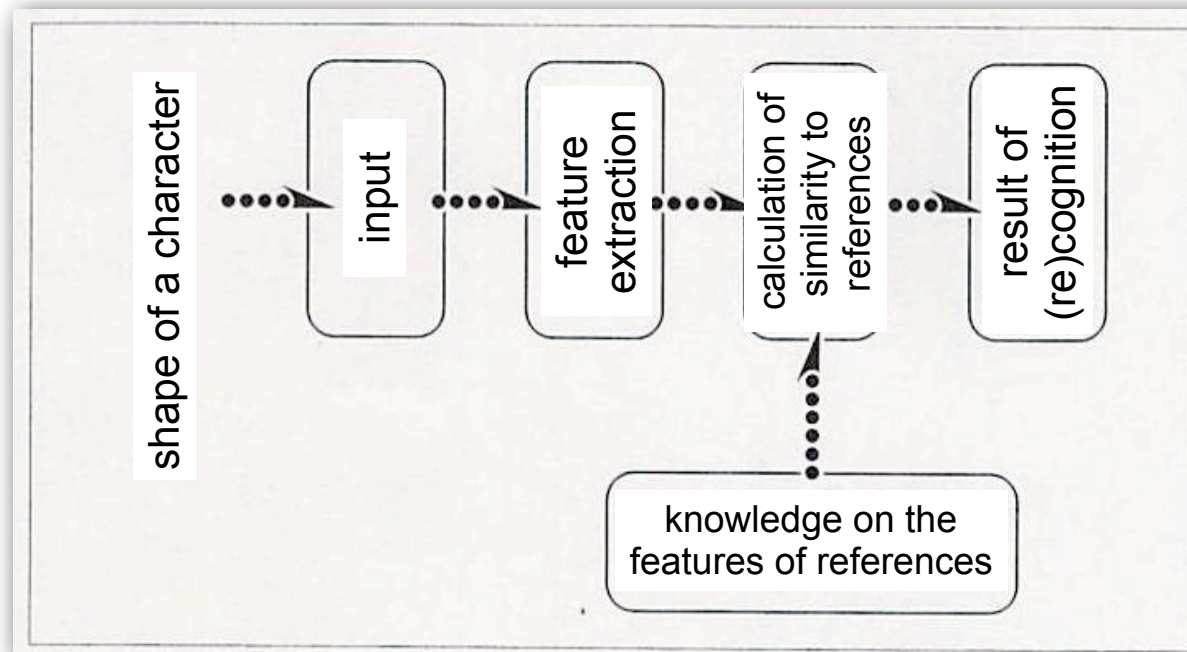 shape of a character
input
feature
extraction
calculation of
similarity to
references
result of
(re)cognition
knowledge on the
features of references